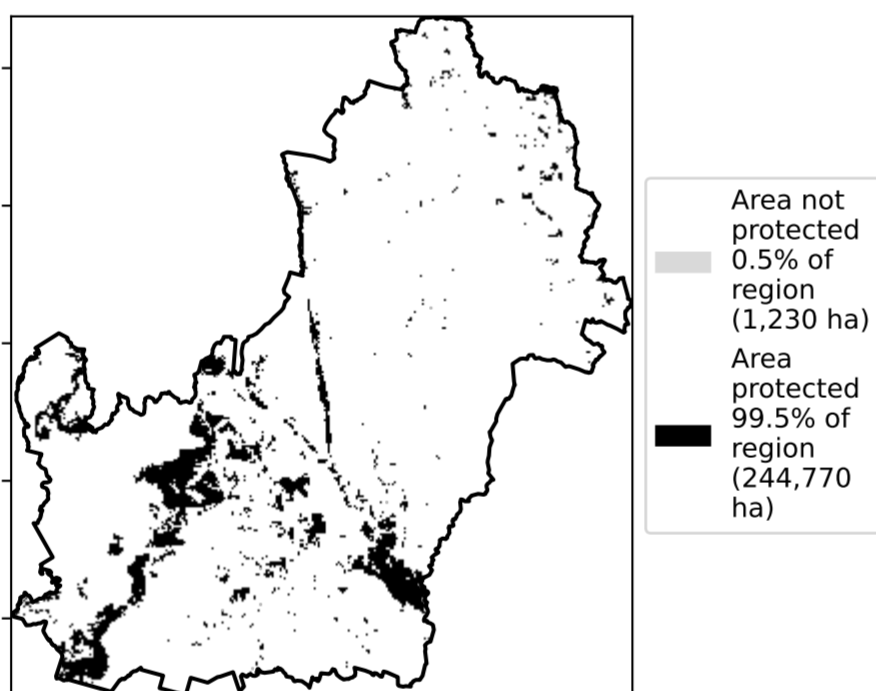 Area not
protected
0.5% of
region
(1,230 ha)
Area
protected
99.5% of
region
(244,770
ha)